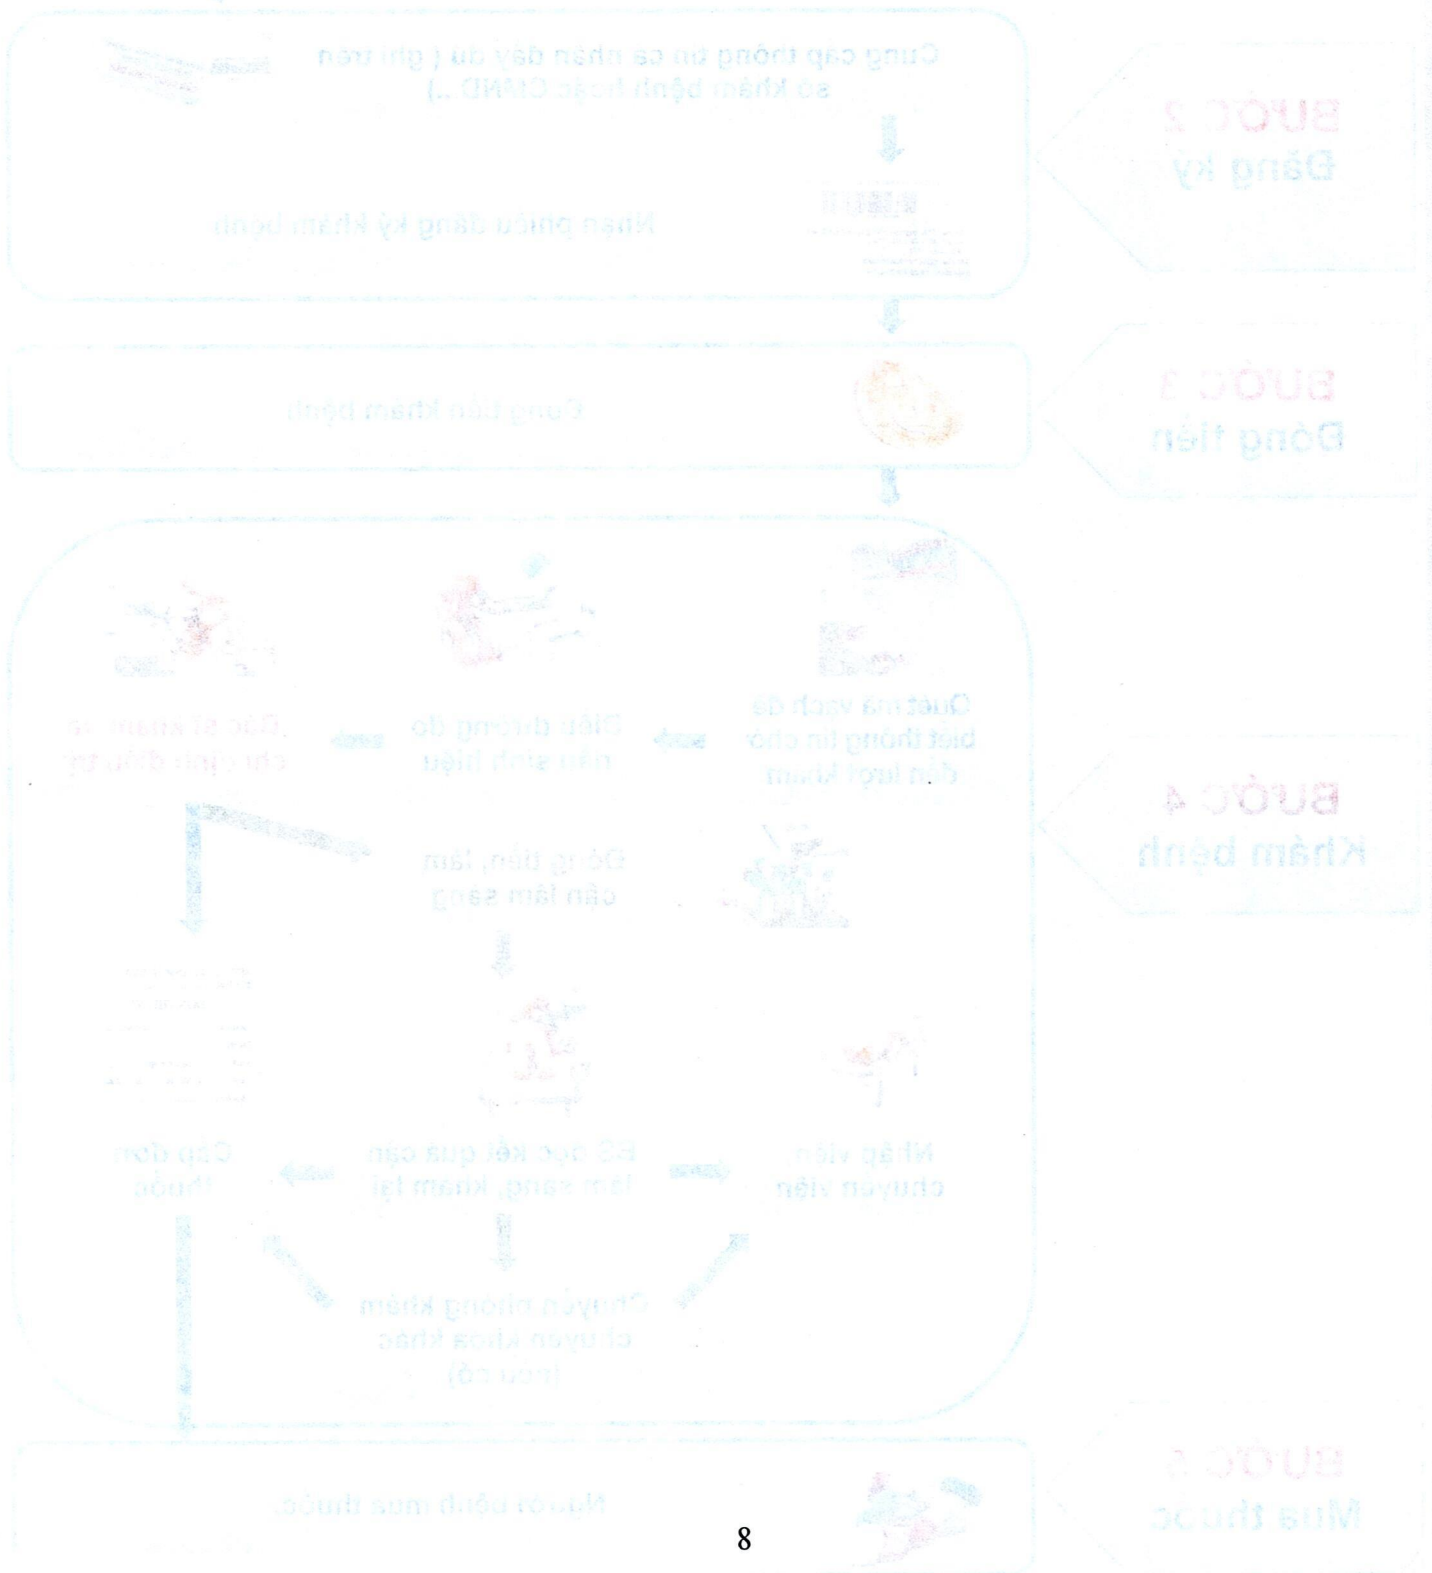 BƯỚC 2
Đăng ký
Cung cấp thông tin cá nhân đầy đủ ( ghi trên
sổ khám bệnh hoặc CMND...)
Nhận phiếu đăng ký khám bệnh
BƯỚC 3
Đóng tiền
tiền khám bệnh
BƯỚC 4
Khám bệnh
Quét mã vạch để
biết thông tin chờ
đến lượt khám
Điều dưỡng đo
sinh hiệu
Bác sĩ khám và
chỉ định điều trị
Đóng tiền, làm
cận lâm sàng
Nhập viện,
chuyển viện
BS đọc kết quả cận
lâm sàng, khám lại
Cấp đơn
thuốc
Chuyển phòng khám
chuyên khoa khác
(nếu có)
BƯỚC 5
Mua thuốc
Người bệnh mua thuốc.
8